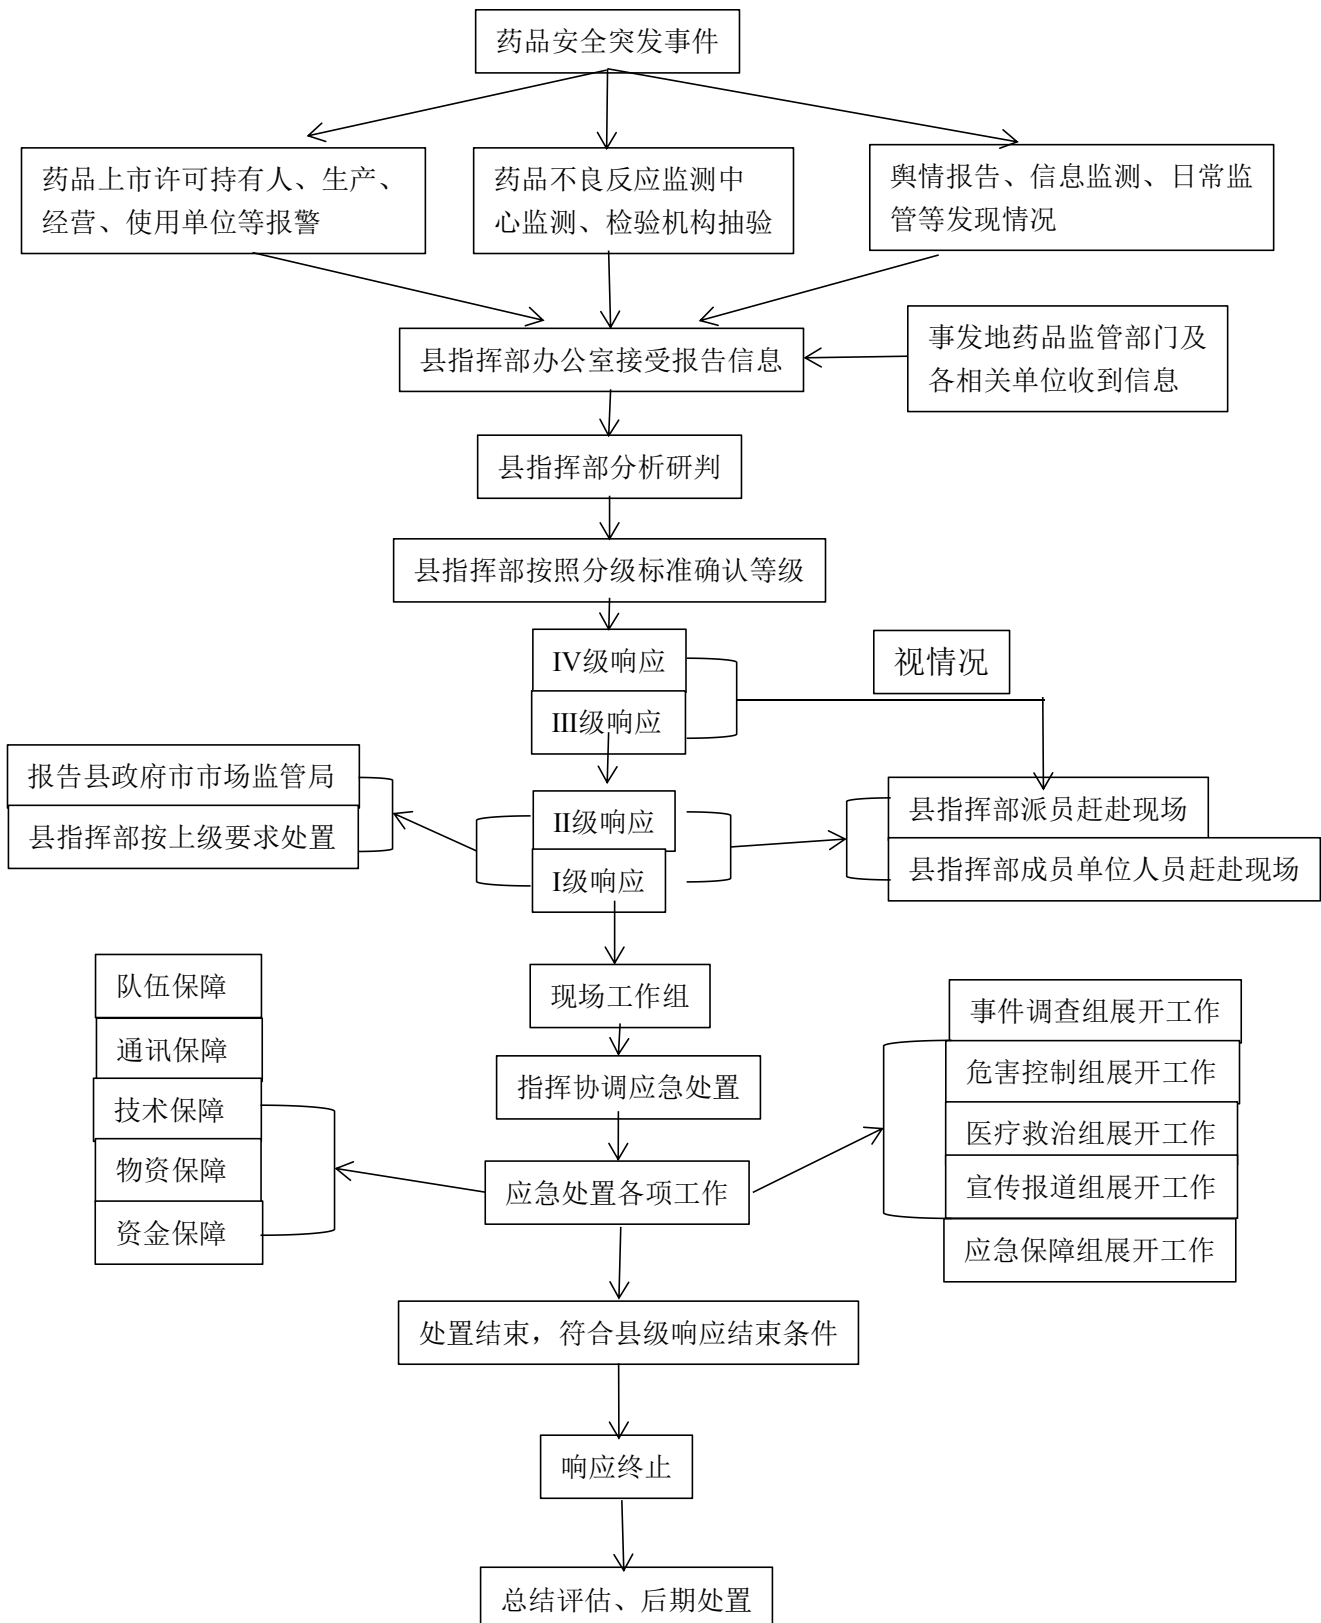 药品安全突发事件
药品上市许可持有人、生产、
经营、使用单位等报警
药品不良反应监测中
心监测、检验机构抽验
舆情报告、信息监测、日常监
管等发现情况
县指挥部办公室接受报告信息
事发地药品监管部门及
各相关单位收到信息
县指挥部分析研判
县指挥部按照分级标准确认等级
IV级响应
III级响应
视情况
报告县政府市市场监管局
县指挥部按上级要求处置
II级响应
I级响应
县指挥部派员赶赴现场
县指挥部成员单位人员赶赴现场
现场工作组
指挥协调应急处置
应急处置各项工作
队伍保障
通讯保障
技术保障
物资保障
资金保障
事件调查组展开工作
危害控制组展开工作
医疗救治组展开工作
宣传报道组展开工作
应急保障组展开工作
处置结束，符合县级响应结束条件
响应终止
总结评估、后期处置